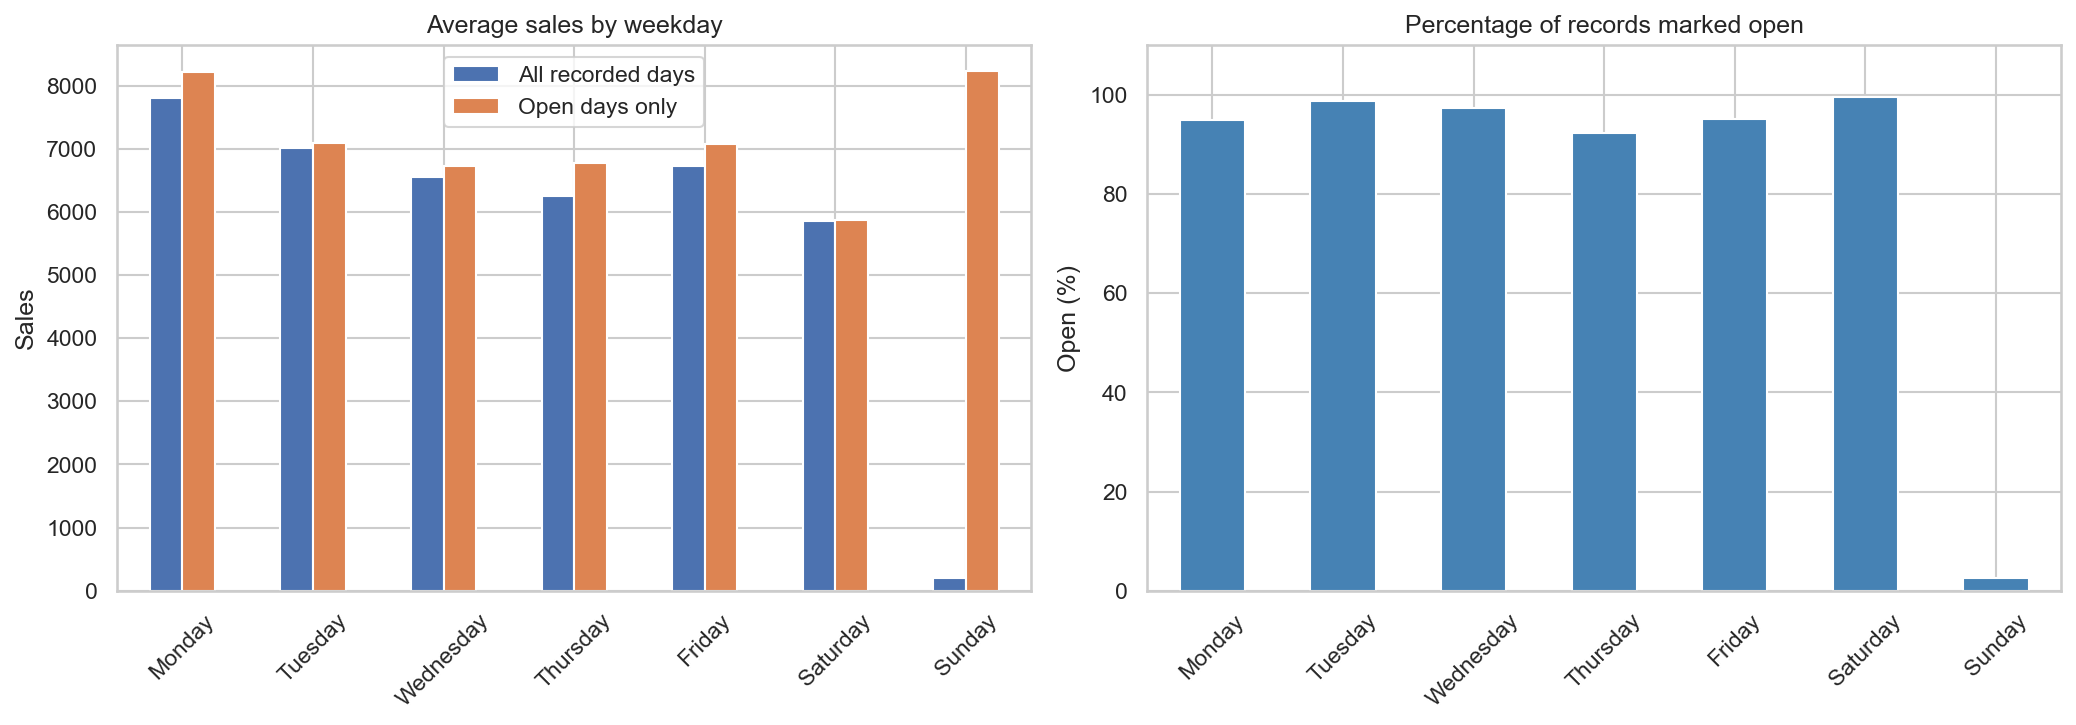 Average sales by weekday
All recorded days
Open days only
Sales
8000
7000
6000
5000
4000
3000
2000
1000
0
Monday
Tuesday
Wednesday
Thursday
Friday
Saturday
Sunday
Percentage of records marked open
Open (%)
100
80
60
40
20
0
Monday
Tuesday
Wednesday
Thursday
Friday
Saturday
Sunday